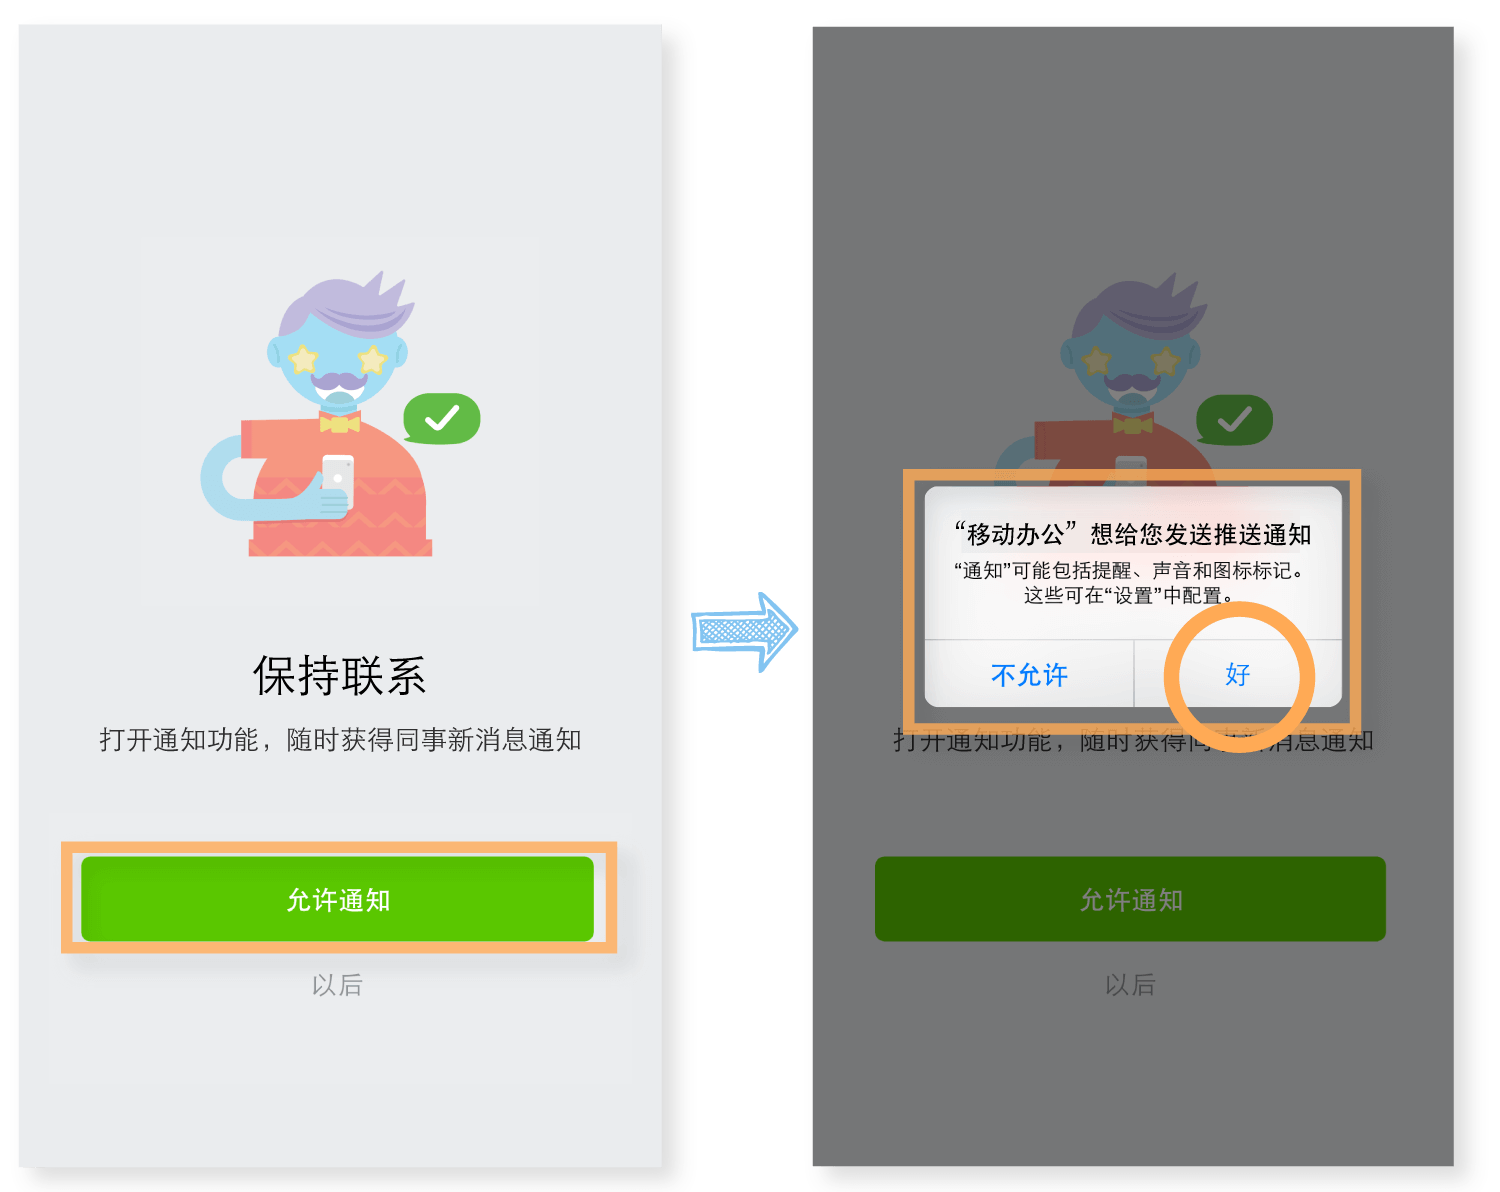 保持联系
打开通知功能，随时获得同事新消息通知
允许通知
以后
“移动办公”想给您发送推送通知
“通知”可能包括提醒、声音和图标标记。
这些可在“设置”中配置。
不允许
好
打开通知功能，随时获得同事新消息通知
允许通知
以后